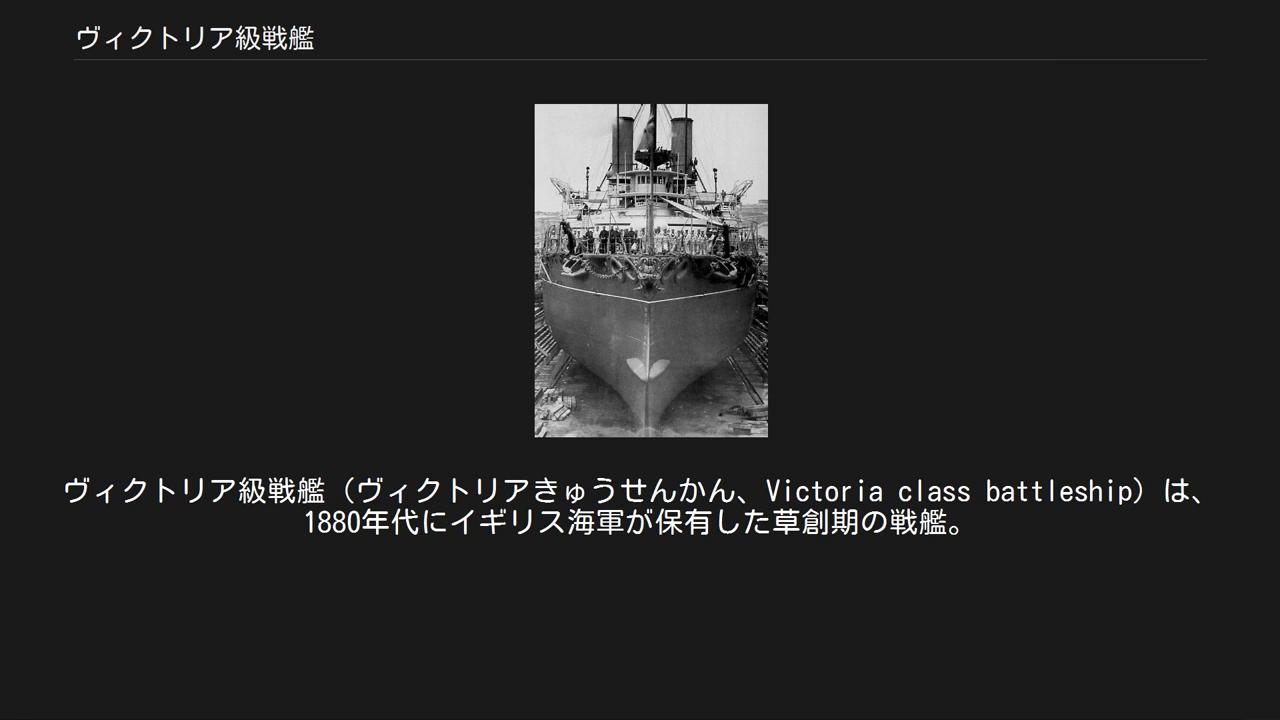 ヴィクトリア級戦艦
ヴィクトリア級戦艦（ヴィクトリアきゅうせんかん、Victoria class battleship）は、
1880年代にイギリス海軍が保有した草創期の戦艦。